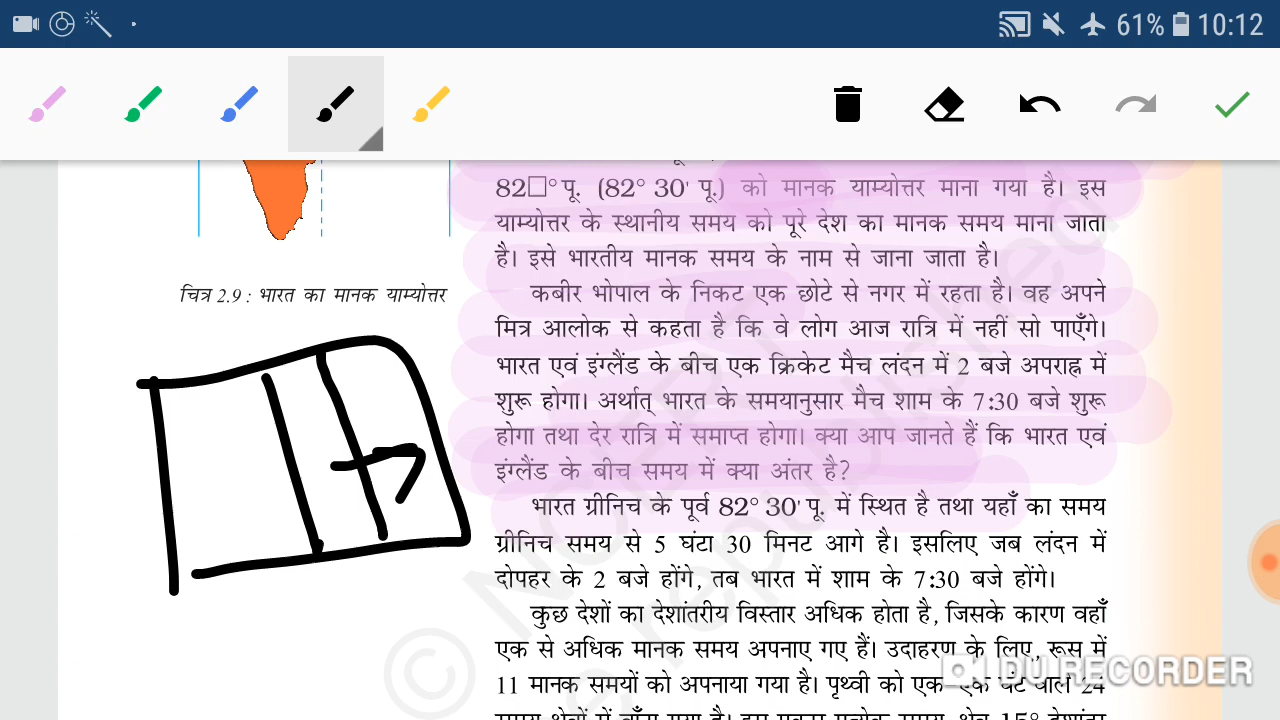 61% 10:12
82□° पू. (82° 30' पू.) को मानक याम्योत्तर माना गया है। इस
याम्योत्तर के स्थानीय समय को पूरे देश का मानक समय माना जाता
है। इसे भारतीय मानक समय के नाम से जाना जाता है।
चित्र 2.9 : भारत का मानक याम्योत्तर
कबीर भोपाल के निकट एक छोटे से नगर में रहता है। वह अपने
मित्र आलोक से कहता है कि वे लोग आज रात्रि में नहीं सो पाएँगे।
भारत एवं इंग्लैंड के बीच एक क्रिकेट मैच लंदन में 2 बजे अपराह्न में
शुरू होगा। अर्थात् भारत के समयानुसार मैच शाम के 7:30 बजे शुरू
होगा तथा देर रात्रि में समाप्त होगा। क्या आप जानते हैं कि भारत एवं
इंग्लैंड के बीच समय में क्या अंतर है?
भारत ग्रीनिच के पूर्व 82° 30' पू. में स्थित है तथा यहाँ का समय
ग्रीनिच समय से 5 घंटा 30 मिनट आगे है। इसलिए जब लंदन में
दोपहर के 2 बजे होंगे, तब भारत में शाम के 7:30 बजे होंगे।
कुछ देशों का देशांतरीय विस्तार अधिक होता है, जिसके कारण वहाँ
एक से अधिक मानक समय अपनाए गए हैं। उदाहरण के लिए, रूस में
11 मानक समयों को अपनाया गया है। पृथ्वी को एक-एक घंटे वाले 24
DU RECORDER
© NCERT
republished